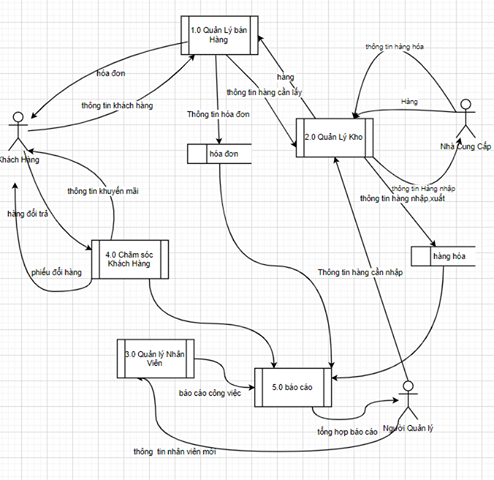 1.0 Quản Lý bán
Hàng
hóa đơn
thông tin khách hàng
Thông tin hóa đơn
thông tin hàng cần lấy
hàng
thông tin hàng hóa
Hàng
Nhà Cung Cấp
2.0 Quản Lý Kho
Khách Hàng
hóa đơn
thông tin khuyến mãi
thông tin Hàng nhập
thông tin hàng nhập,xuất
hàng đổi trả
4.0 Chăm sóc
Khách Hàng
hàng hóa
phiếu đổi hàng
Thông tin hàng cần nhập
3.0 Quản lý Nhân
Viên
5.0 báo cáo
báo cáo công việc
tổng hợp báo cáo
Người Quản lý
thông tin nhân viên mới